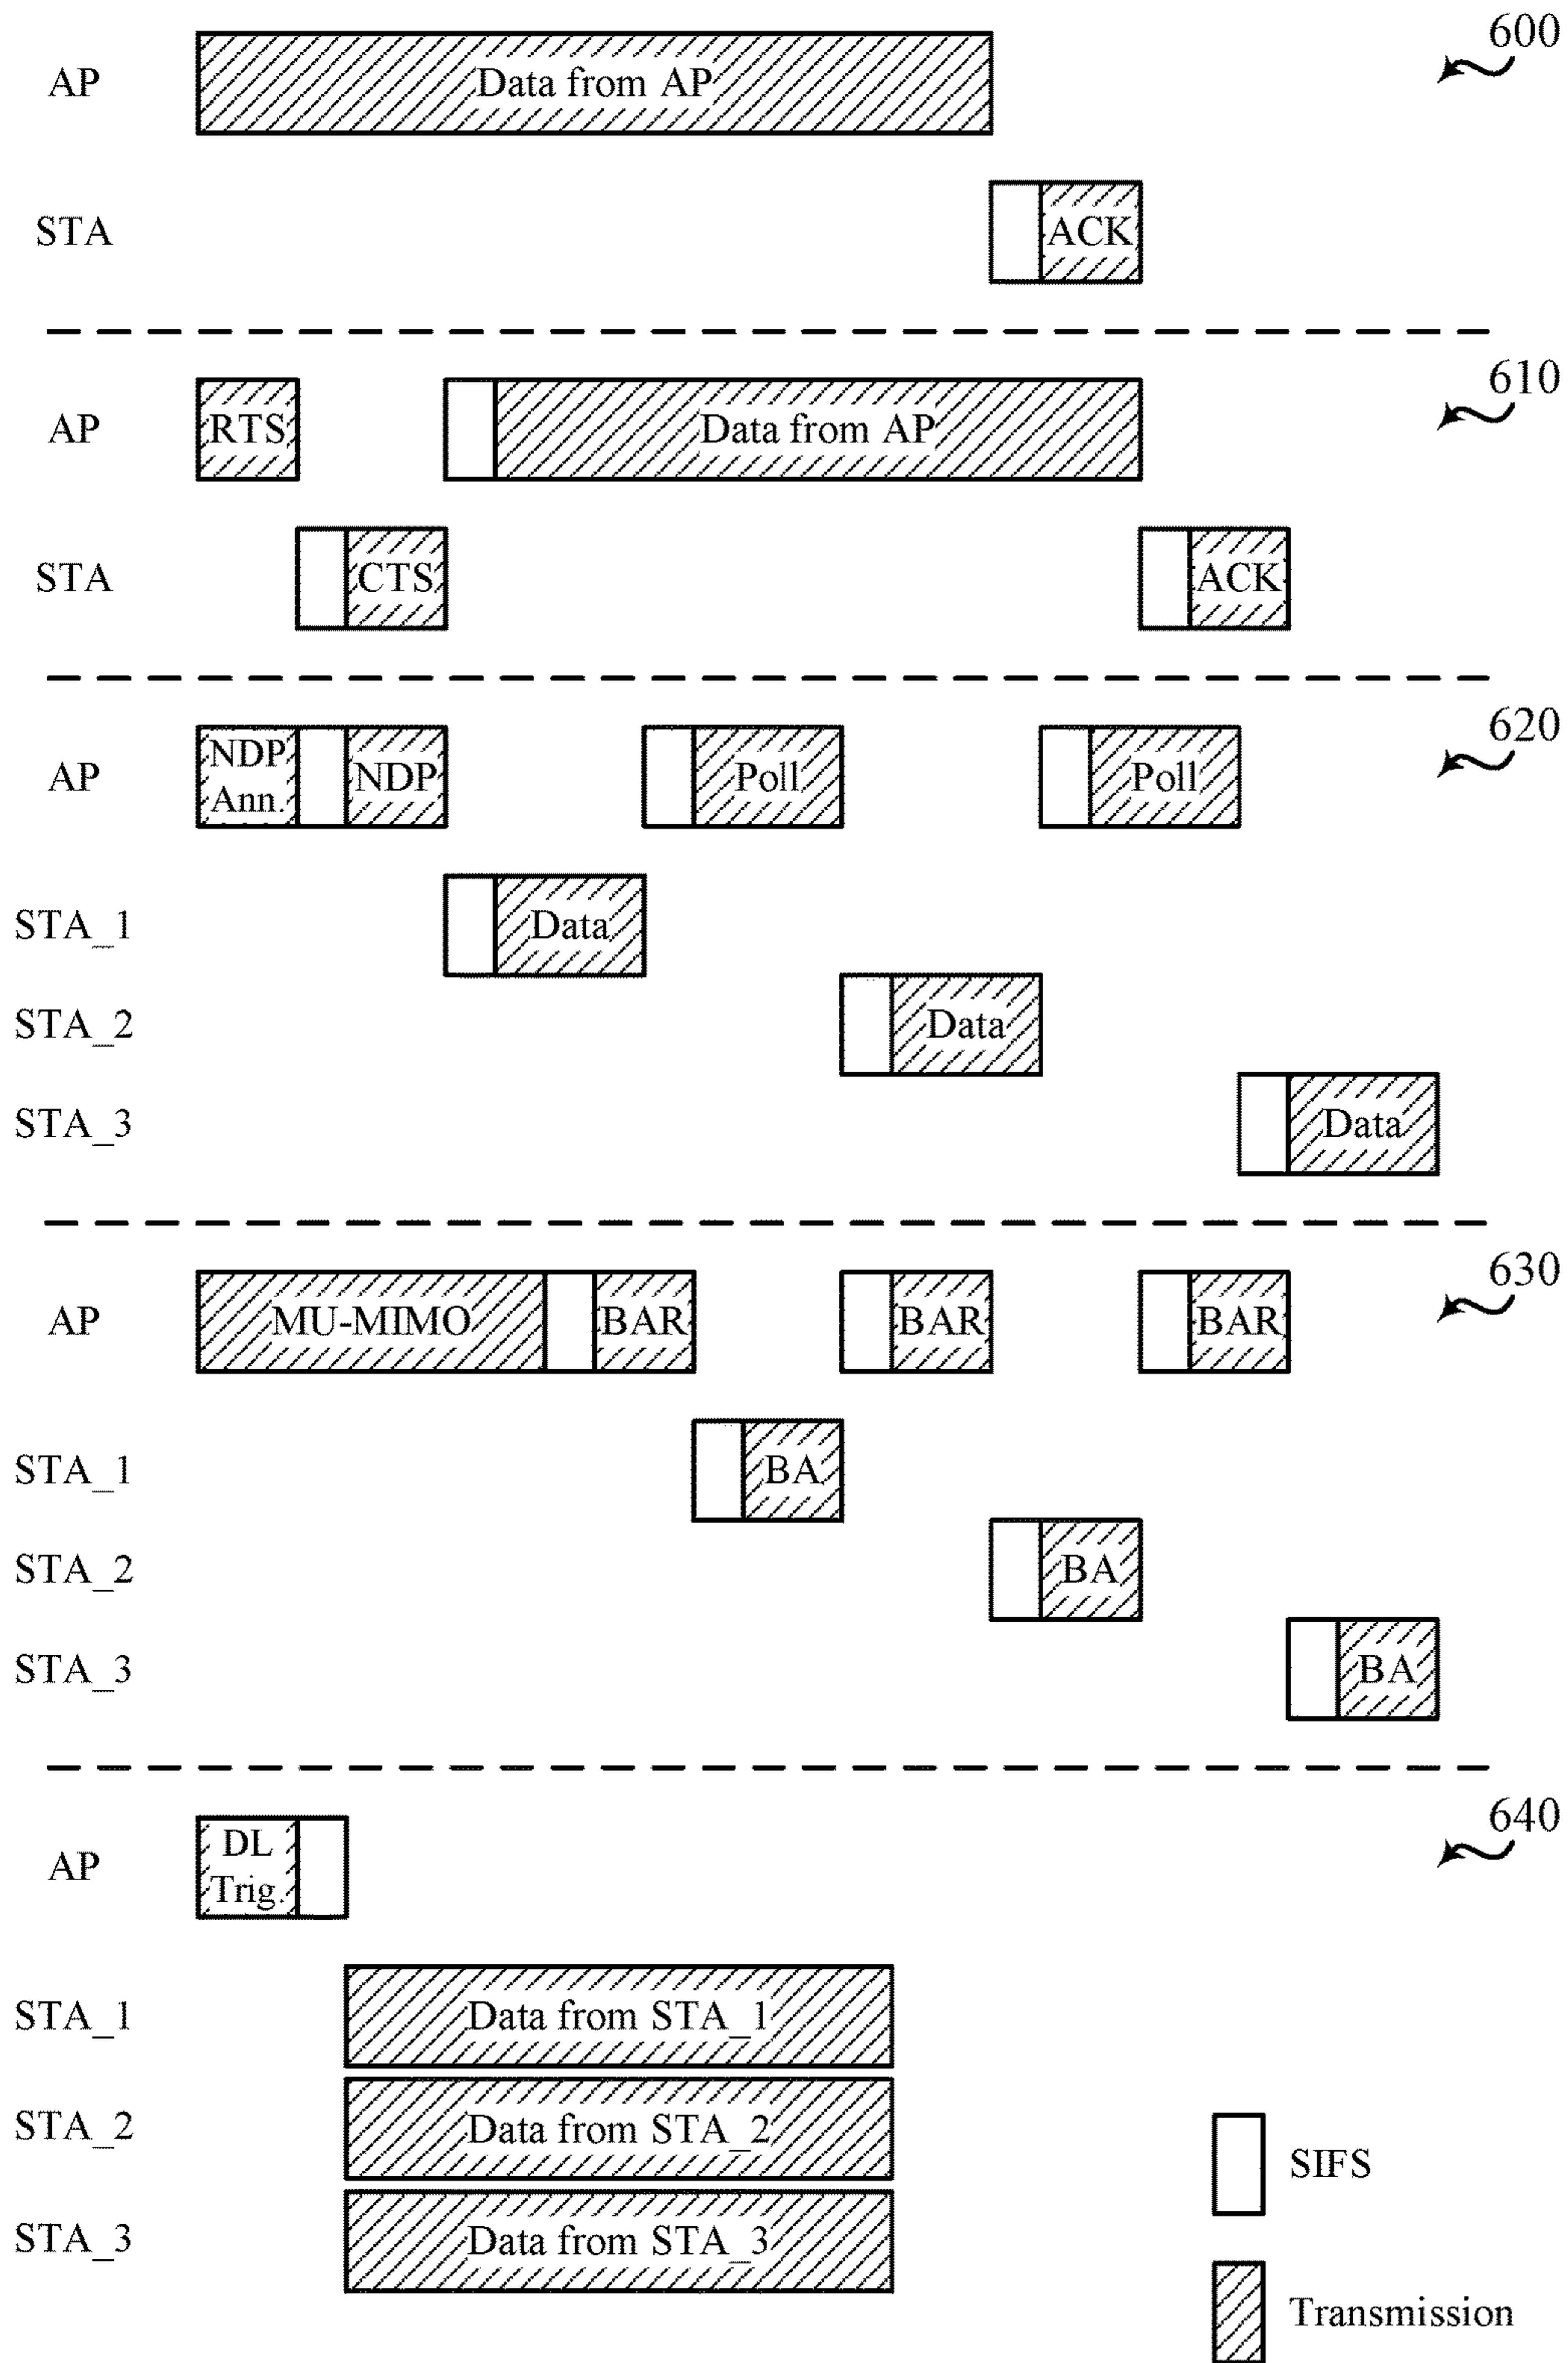 600
AP
Data from AP
STA
ACK
610
AP
RTS
Data from AP
STA
CTS
ACK
620
AP
NDP
Ann.
NDP
Poll
Poll
STA_1
Data
STA_2
Data
STA_3
Data
630
AP
MU-MIMO
BAR
BAR
BAR
STA_1
BA
STA_2
BA
STA_3
BA
640
AP
DL
Trig.
STA_1
Data from STA_1
STA_2
Data from STA_2
STA_3
Data from STA_3
SIFS
Transmission